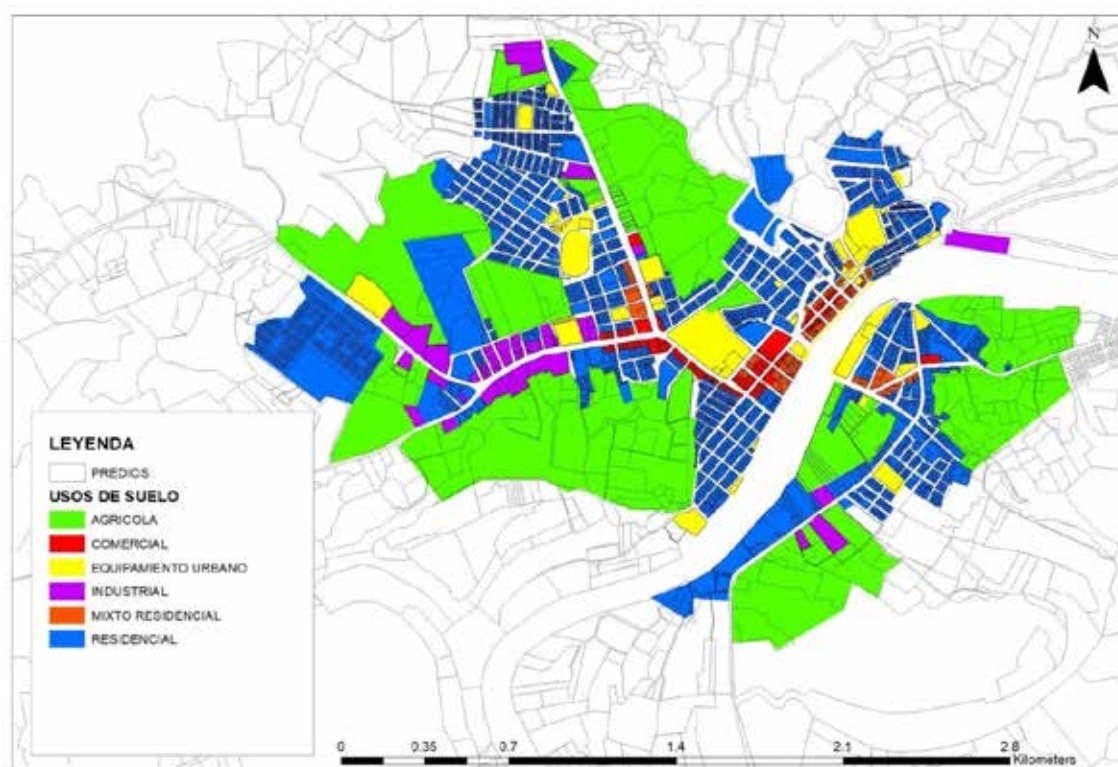 N
LEYENDA
PREDIOS
USOS DE SUELO
AGRICOLA
COMERCIAL
EQUIPAMIENTO URBANO
INDUSTRIAL
MIXTO RESIDENCIAL
RESIDENCIAL
0 0.35 0.7 1.4 2.1 2.8
Kilometers